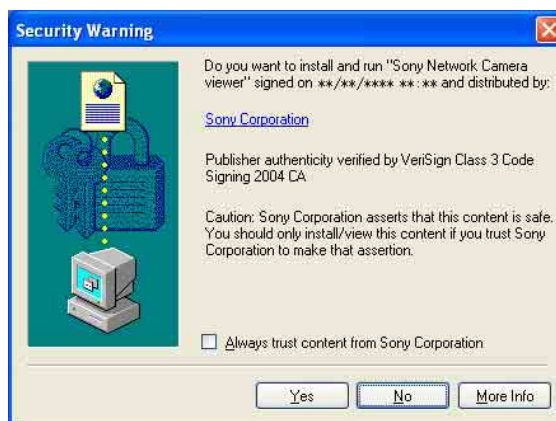 Security Warning
Do you want to install and run "Sony Network Camera
viewer" signed on **/**/**** **:** and distributed by:
Sony Corporation
Publisher authenticity verified by VeriSign Class 3 Code
Signing 2004 CA
Caution: Sony Corporation asserts that this content is safe.
You should only install/view this content if you trust Sony
Corporation to make that assertion.
Always trust content from Sony Corporation
Yes No More Info